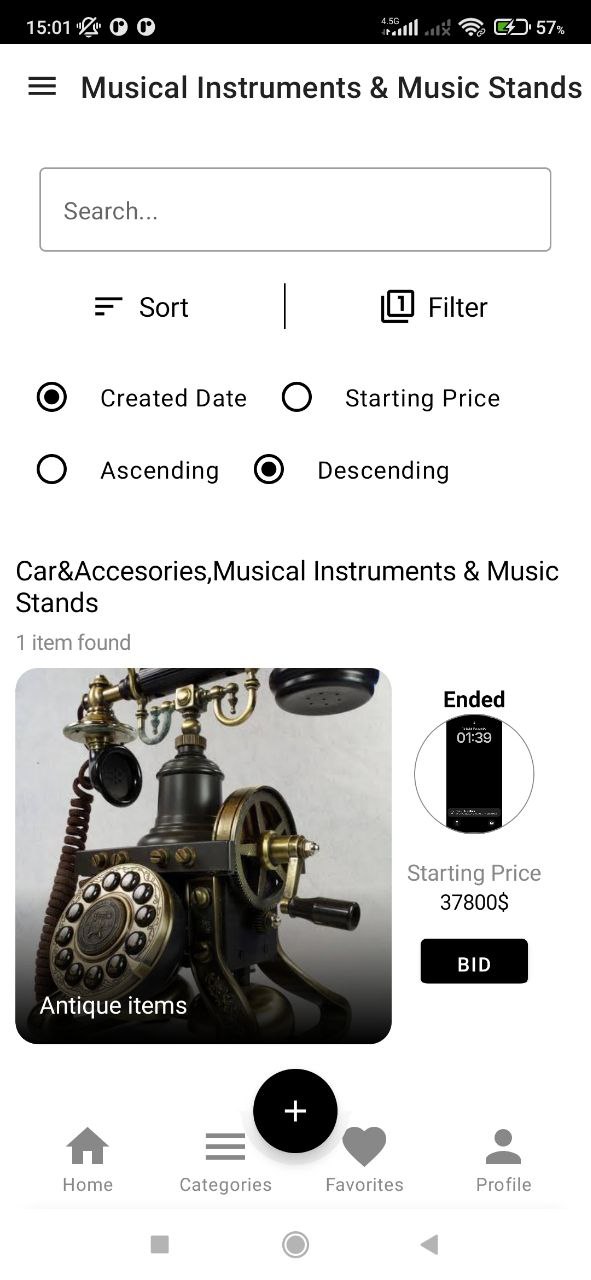 15:01
4.5G
57%
Musical Instruments & Music Stands
Search...
Sort
1
Filter
Created Date
Starting Price
Ascending
Descending
Car&Accesories,Musical Instruments & Music
Stands
1 item found
Ended
01:39
Starting Price
37800$
BID
Antique items
+
Home
Categories
Favorites
Profile